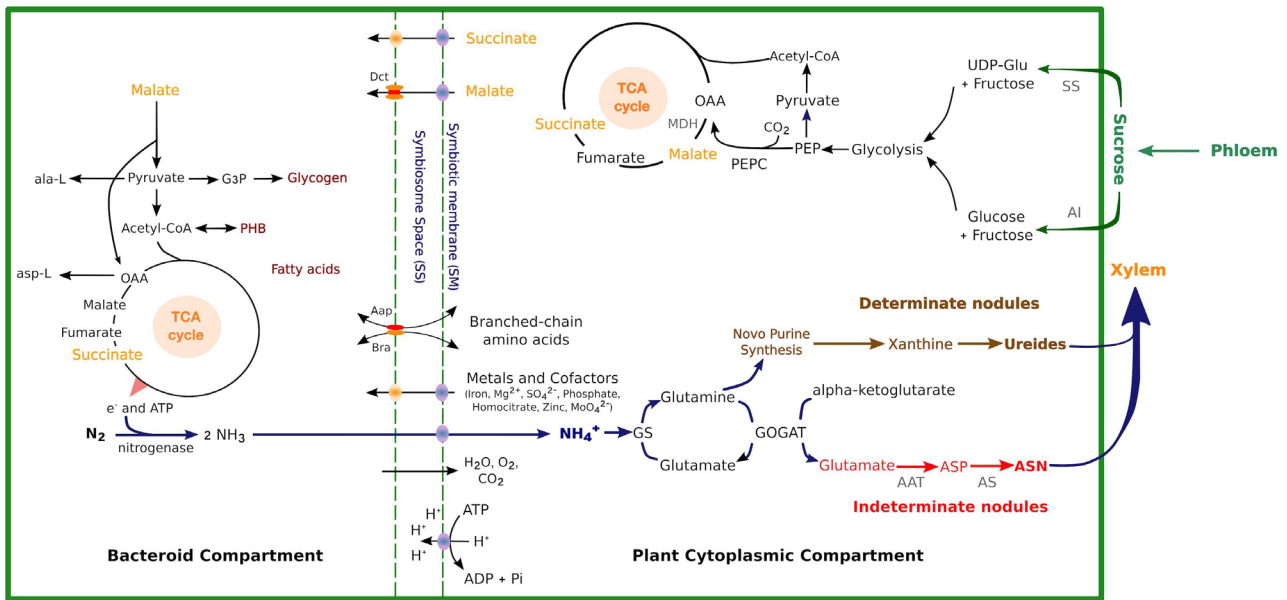 Malate
ala-L
Pyruvate
G3P
Glycogen
Acetyl-CoA
PHB
asp-L
OAA
Fatty acids
Malate
Fumarate
Succinate
TCA
cycle
e⁻ and ATP
N₂
nitrogenase
2 NH₃
Bacteroid Compartment
Succinate
Dct
Malate
Symbiosome Space (SS)
Symbiotic membrane (SM)
Aap
Bra
Branched-chain
amino acids
Metals and Cofactors
(Iron, Mg²⁺, SO₄²⁻, Phosphate,
Homocitrate, Zinc, MoO₄²⁻)
NH₄⁺
H₂O, O₂,
CO₂
H⁺
H⁺
H⁺
ATP
H⁺
ADP + Pi
TCA
cycle
Succinate
Fumarate
Malate
MDH
OAA
Acetyl-CoA
Pyruvate
CO₂
PEP
PEPC
Glycolysis
UDP-Glu
+ Fructose
SS
Sucrose
Phloem
Glucose
+ Fructose
AI
Xylem
Determinate nodules
Novo Purine
Synthesis
Xanthine
Ureides
Glutamine
alpha-ketoglutarate
GS
GOGAT
Glutamate
Glutamate
AAT
ASP
AS
ASN
Indeterminate nodules
Plant Cytoplasmic Compartment